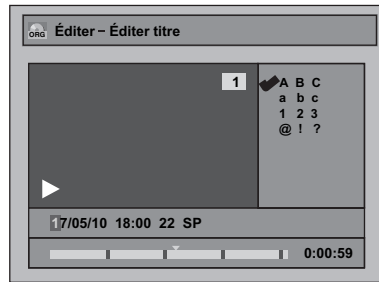 ORG Éditer – Éditer titre
1
A B C
a b c
1 2 3
@ ! ?
17/05/10 18:00 22 SP
0:00:59